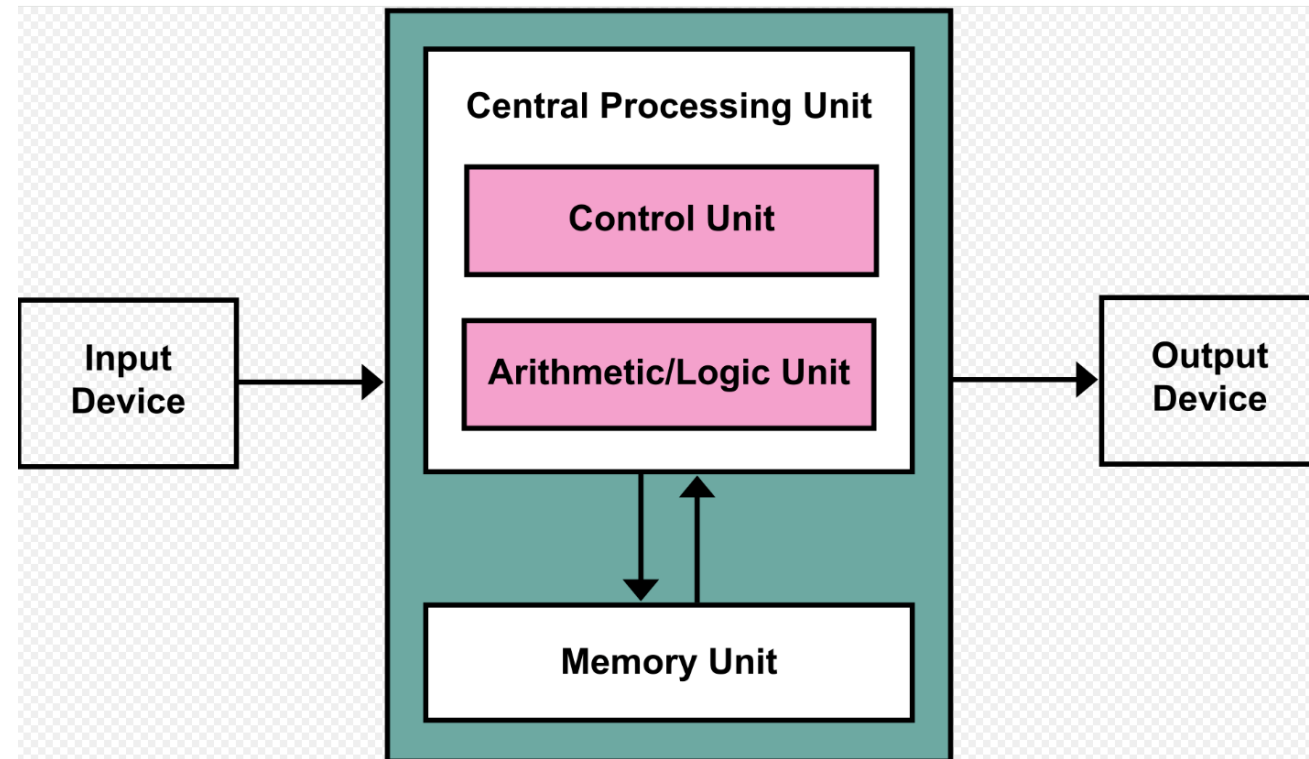 Central Processing Unit
Control Unit
Arithmetic/Logic Unit
Input
Device
Output
Device
Memory Unit